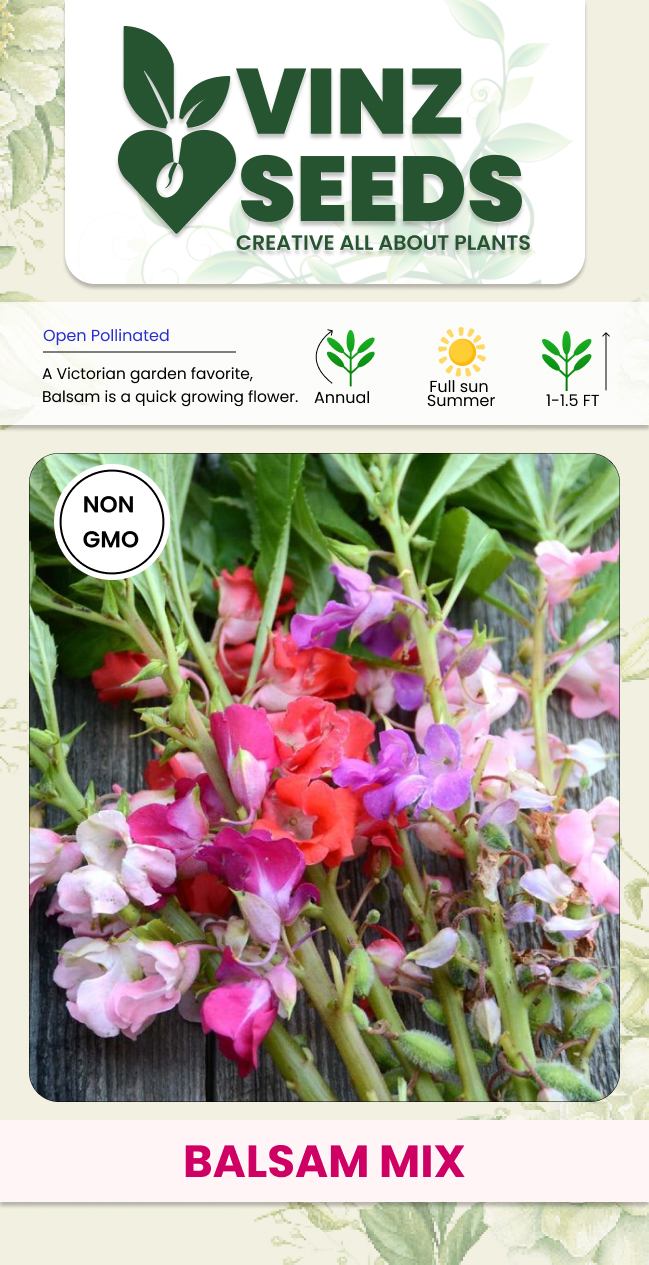 VINZ
SEEDS
CREATIVE ALL ABOUT PLANTS
Open Pollinated
A Victorian garden favorite,
Balsam is a quick growing flower.
Annual
Full sun
Summer
1-1.5 FT
NON
GMO
BALSAM MIX